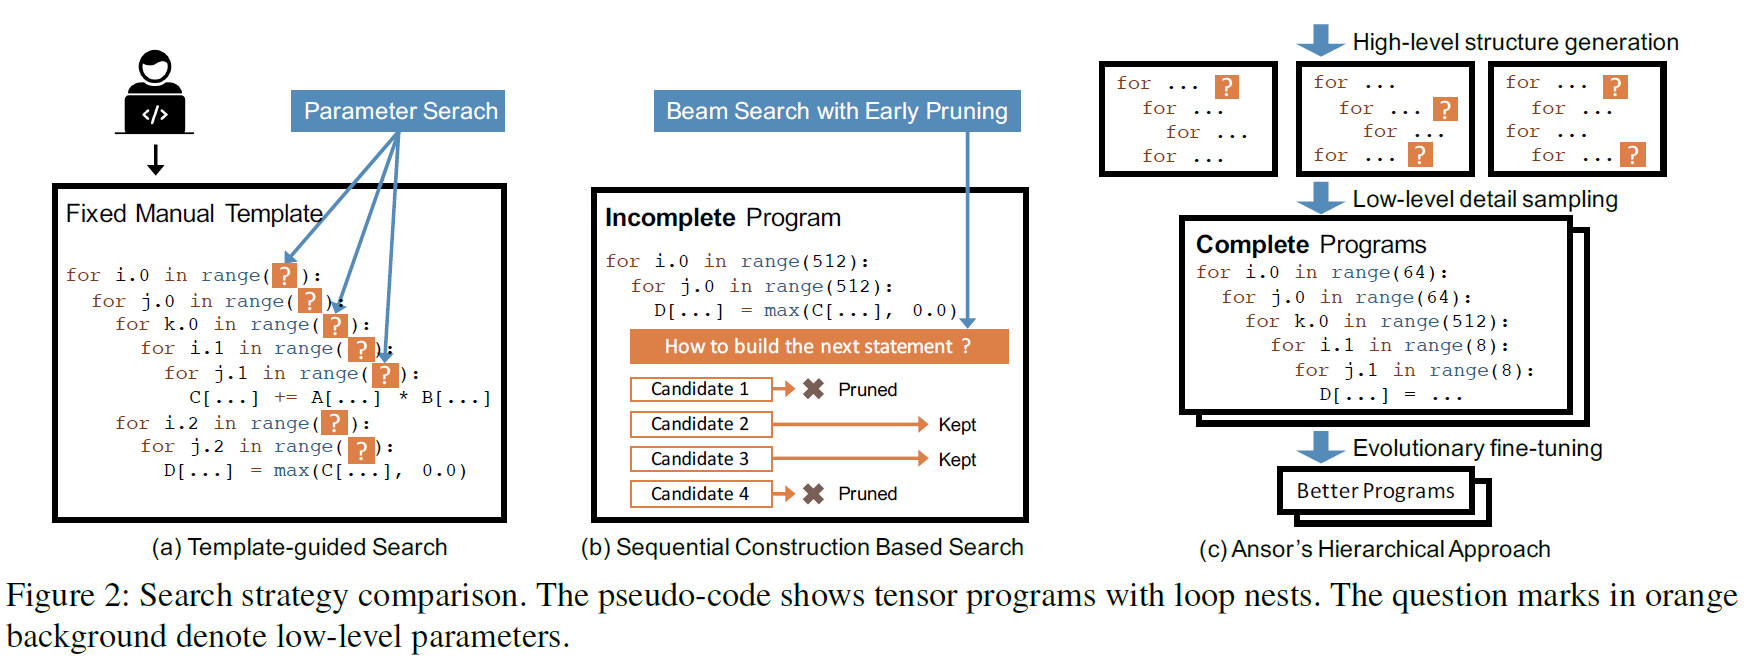 </>
Parameter Serach
Fixed Manual Template
for i.0 in range( ? ):
for j.0 in range( ? ):
for k.0 in range( ? ):
for i.1 in range( ? ):
for j.1 in range( ? ):
C[...] += A[...] * B[...]
for i.2 in range( ? ):
for j.2 in range( ? ):
D[...] = max(C[...], 0.0)
(a) Template-guided Search
Beam Search with Early Pruning
Incomplete Program
for i.0 in range(512):
for j.0 in range(512):
D[...] = max(C[...], 0.0)
How to build the next statement ?
Candidate 1 Pruned
Candidate 2 Kept
Candidate 3 Kept
Candidate 4 Pruned
(b) Sequential Construction Based Search
High-level structure generation
for ... ?
for ...
for ...
for ...
for ...
for ... ?
for ...
for ... ?
for ... ?
for ...
for ...
for ... ?
Low-level detail sampling
Complete Programs
for i.0 in range(64):
for j.0 in range(64):
for k.0 in range(512):
for i.1 in range(8):
for j.1 in range(8):
D[...] = ...
Evolutionary fine-tuning
Better Programs
(c) Ansor's Hierarchical Approach
Figure 2: Search strategy comparison. The pseudo-code shows tensor programs with loop nests. The question marks in orange
background denote low-level parameters.